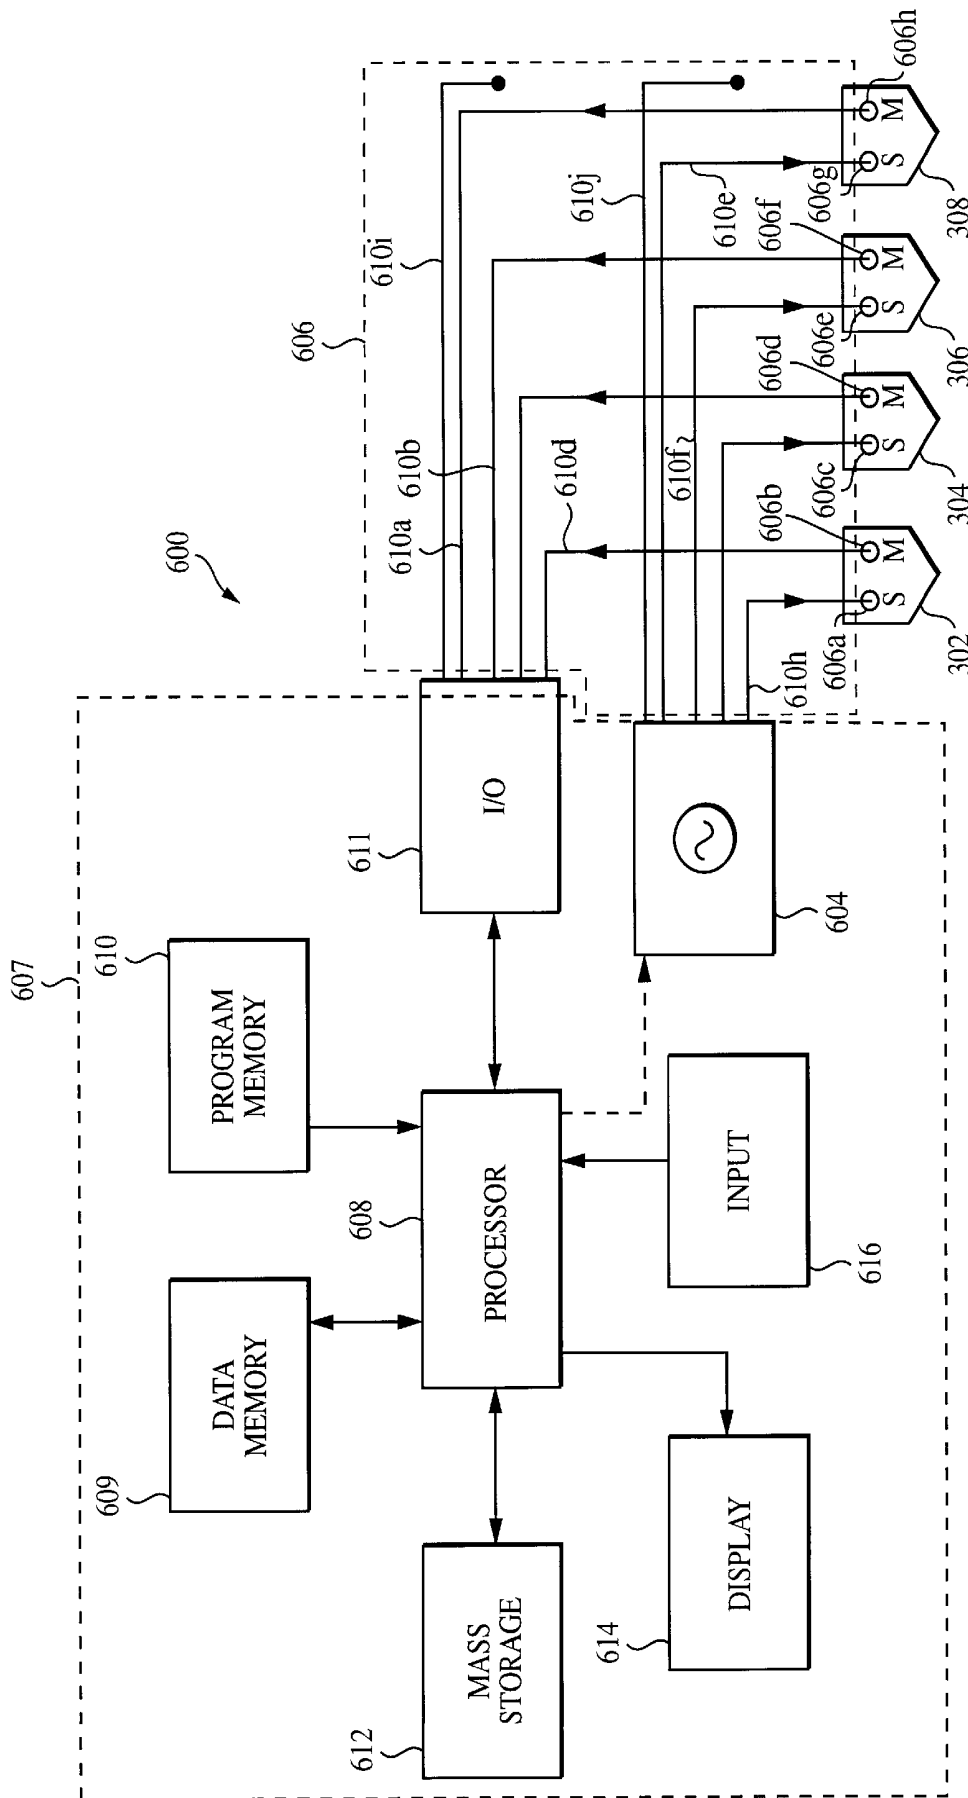 600
607
609
DATA
MEMORY
610
PROGRAM
MEMORY
612
MASS
STORAGE
608
PROCESSOR
611
I/O
614
DISPLAY
616
INPUT
604
606
610i
610a
610b
610d
610j
610e
610f
610h
606a
606b
606c
606d
606e
606f
606g
606h
S
M
S
M
S
M
S
M
302
304
306
308